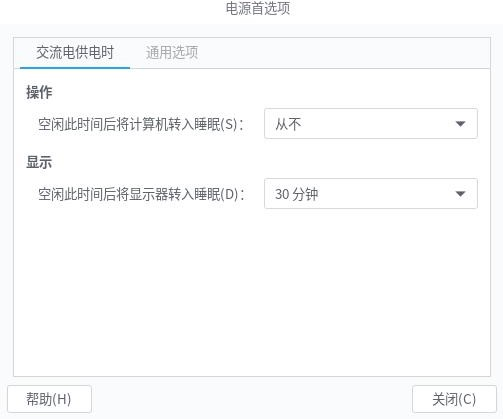 电源首选项
交流电供电时 通用选项
操作
空闲此时间后将计算机转入睡眠(S)： 从不
显示
空闲此时间后将显示器转入睡眠(D)： 30 分钟
帮助(H) 关闭(C)